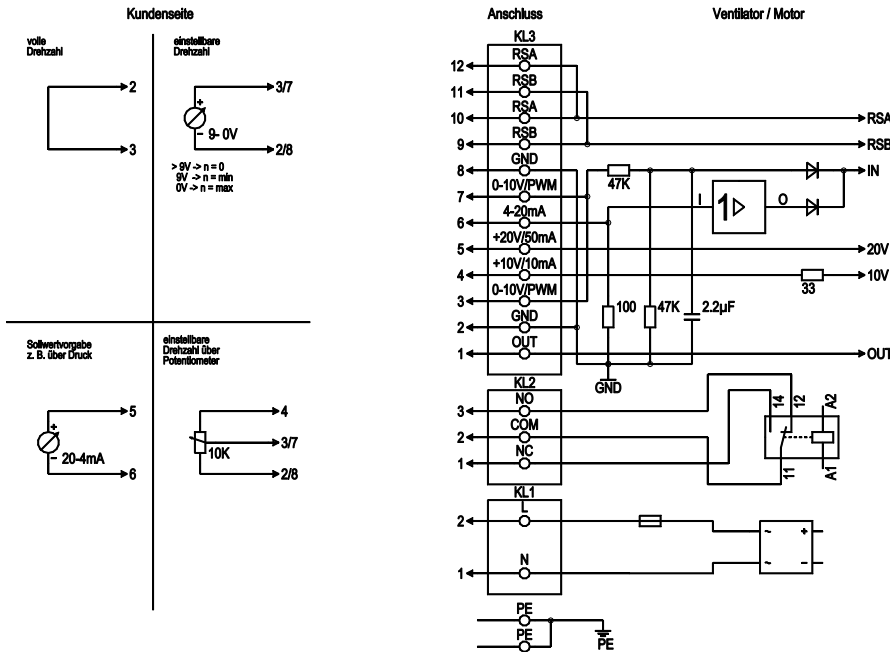 Kundenseite
Anschluss
Ventilator / Motor
volle
Drehzahl
2
3
einstellbare
Drehzahl
3/7
+
9- 0V
−
2/8
> 9V -> n = 0
9V -> n = min
0V -> n = max
Sollwertvorgabe
z. B. über Druck
5
+
20-4mA
−
6
einstellbare
Drehzahl über
Potentiometer
4
3/7
10K
2/8
KL3
12 RSA
11 RSB
10 RSA RSA
9 RSB RSB
8 GND IN
47K
7 0-10V/PWM
I 1 O
6 4-20mA
5 +20V/50mA 20V
4 +10V/10mA 10V
33
3 0-10V/PWM
100 47K 2.2µF
2 GND
1 OUT OUT
GND
KL2
3 NO
2 COM
1 NC
14 12 A2
11 A1
KL1
2 L
~ +
1 N
~ −
PE
PE
PE